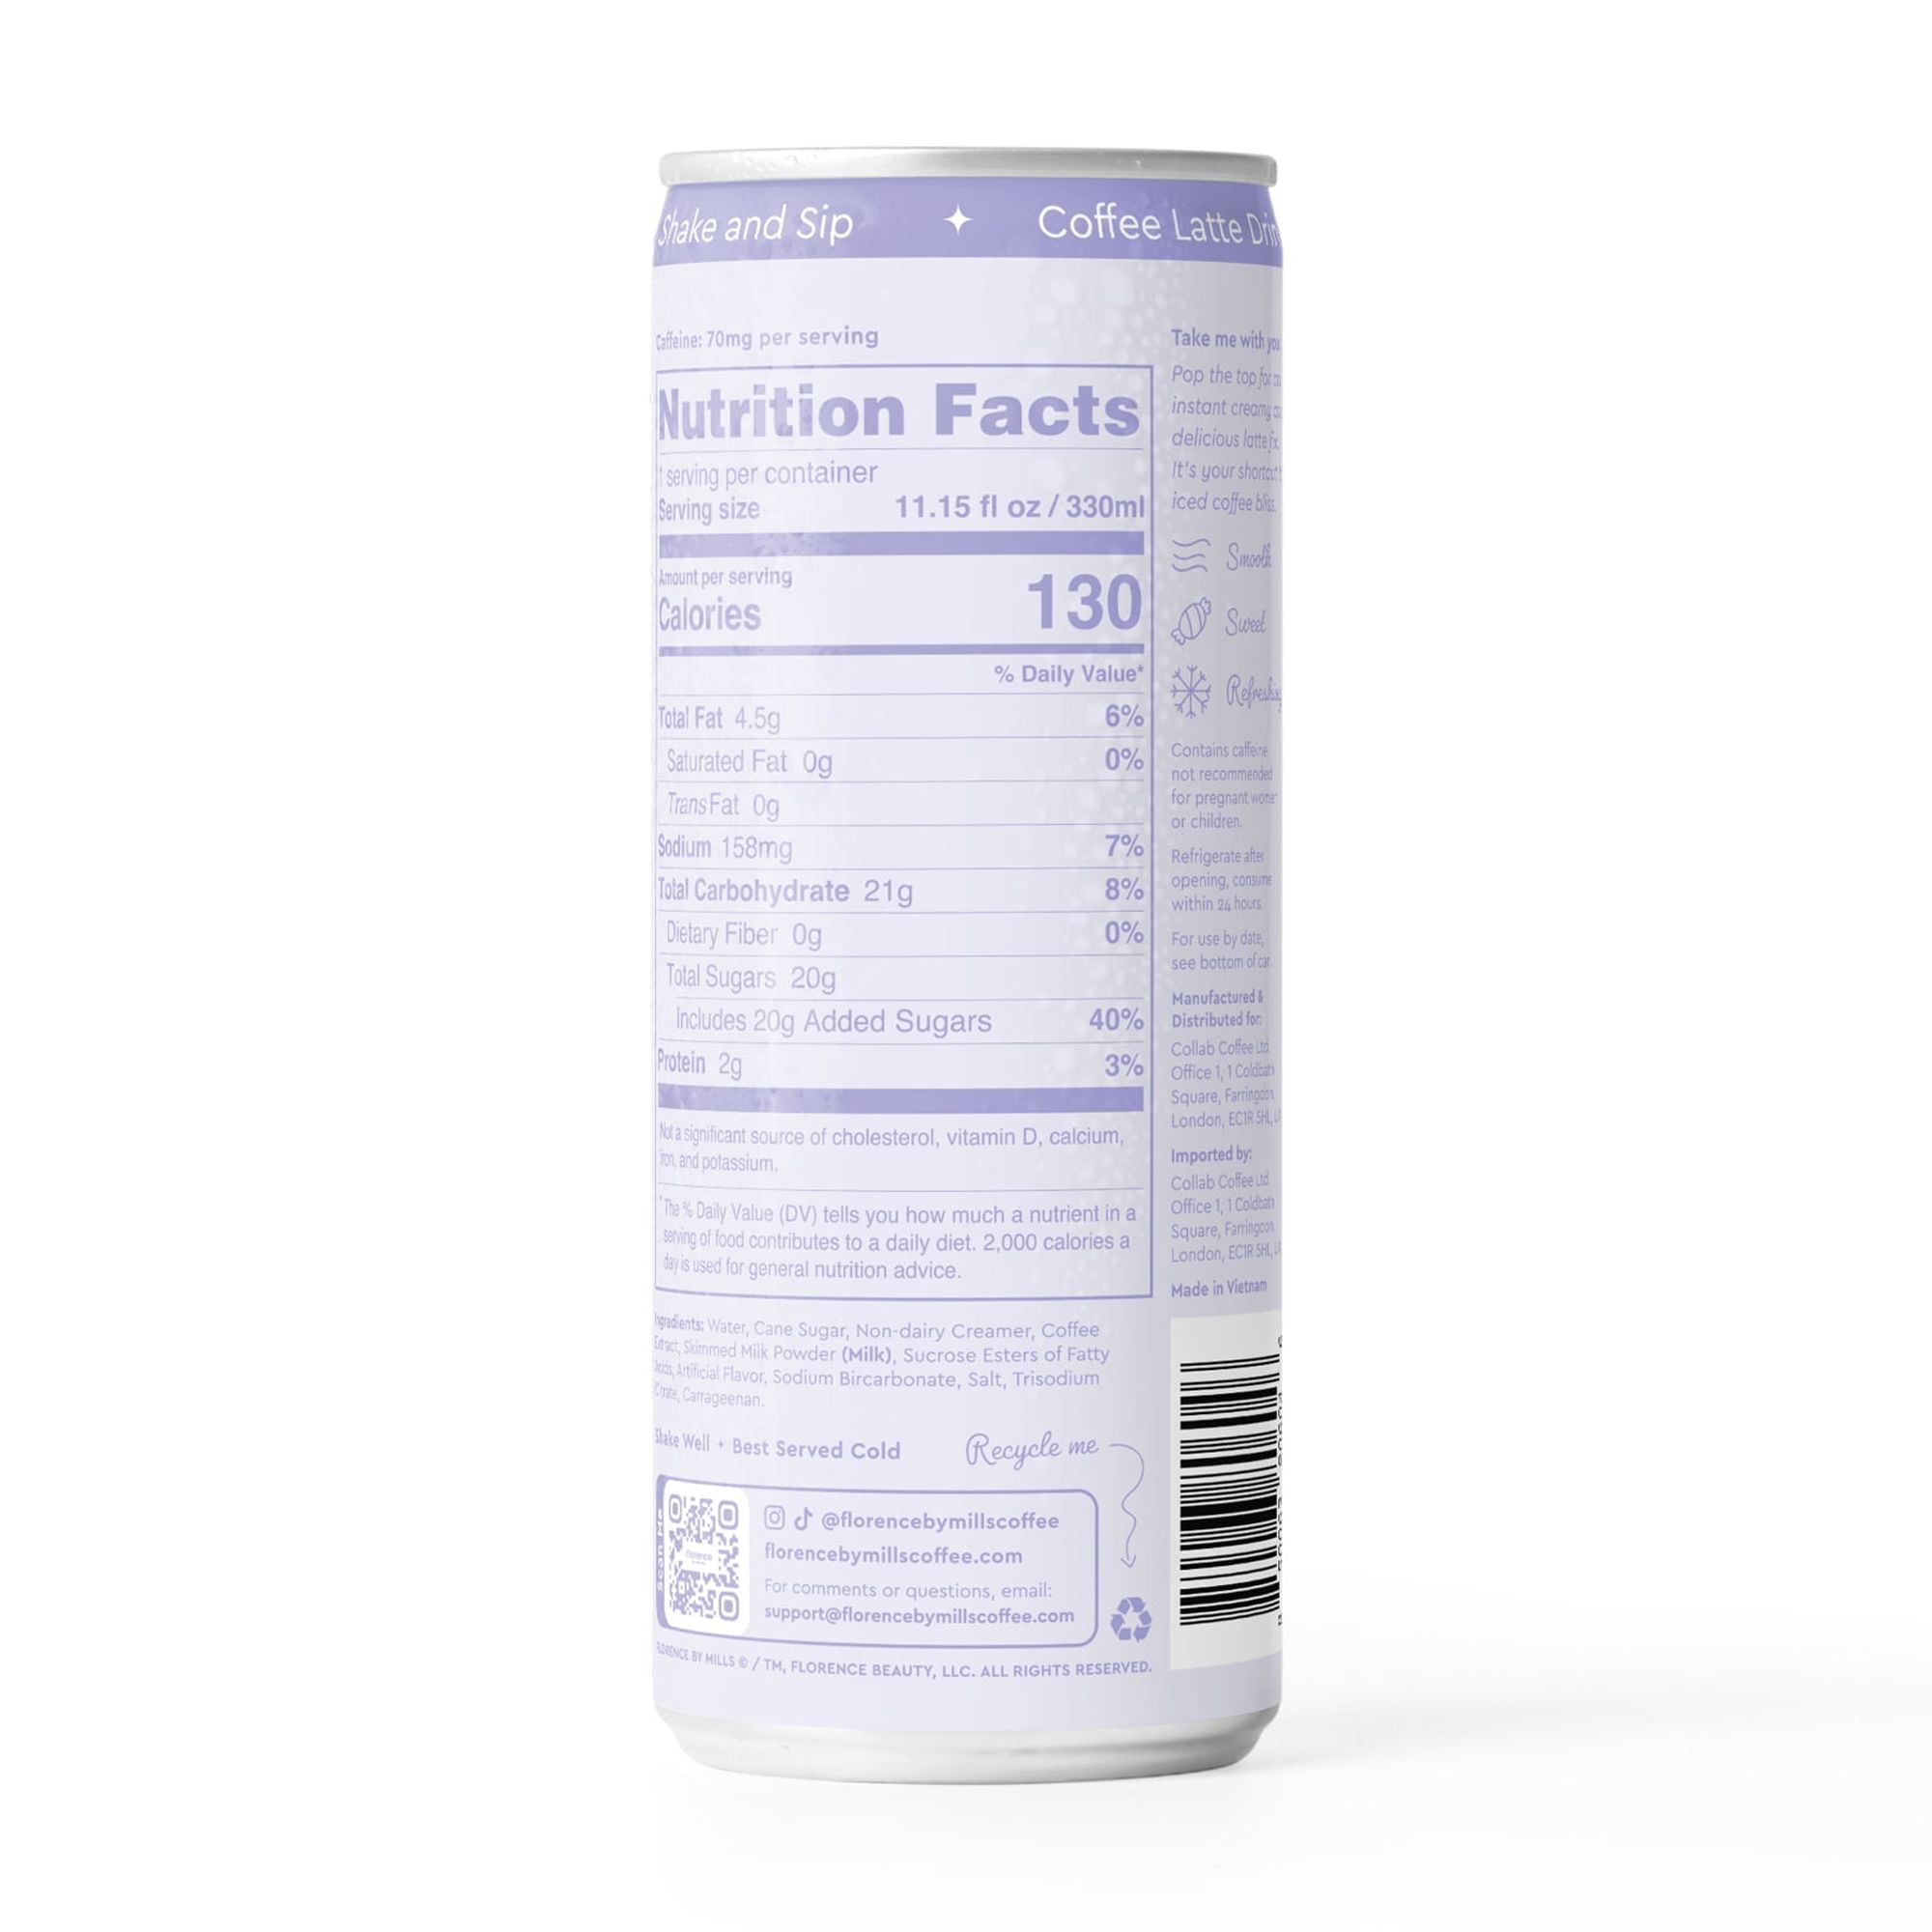 Shake and Sip ✦ Coffee Latte
Caffeine: 70mg per serving
Nutrition Facts
1 serving per container
Serving size 11.15 fl oz / 330ml
Amount per serving
Calories 130
% Daily Value*
Total Fat 4.5g 6%
Saturated Fat 0g 0%
Trans Fat 0g
Sodium 158mg 7%
Total Carbohydrate 21g 8%
Dietary Fiber 0g 0%
Total Sugars 20g
Includes 20g Added Sugars 40%
Protein 2g 3%
Not a significant source of cholesterol, vitamin D, calcium,
iron, and potassium.
*The % Daily Value (DV) tells you how much a nutrient in a
serving of food contributes to a daily diet. 2,000 calories a
day is used for general nutrition advice.
Ingredients: Water, Cane Sugar, Non-dairy Creamer, Coffee
Extract, Skimmed Milk Powder (Milk), Sucrose Esters of Fatty
Acids, Artificial Flavor, Sodium Bircarbonate, Salt, Trisodium
Citrate, Carrageenan.
Shake Well + Best Served Cold
Recycle me
Scan Me
florence
@florencebymillscoffee
florencebymillscoffee.com
For comments or questions, email:
support@florencebymillscoffee.com
FLORENCE BY MILLS © / TM, FLORENCE BEAUTY, LLC. ALL RIGHTS RESERVED.
Take me with you
Pop the top for
instant creamy
delicious latte
It's your shortcut
iced coffee bliss.
Smooth
Sweet
Refreshing
Contains caffeine,
not recommended
for pregnant women
or children.
Refrigerate after
opening, consume
within 24 hours.
For use by date,
see bottom of can.
Manufactured &
Distributed for:
Collab Coffee Ltd
Office 1, 1 Coldbath
Square, Farringdon,
London, EC1R 5HL,
Imported by:
Collab Coffee Ltd
Office 1, 1 Coldbath
Square, Farringdon,
London, EC1R 5HL,
Made in Vietnam